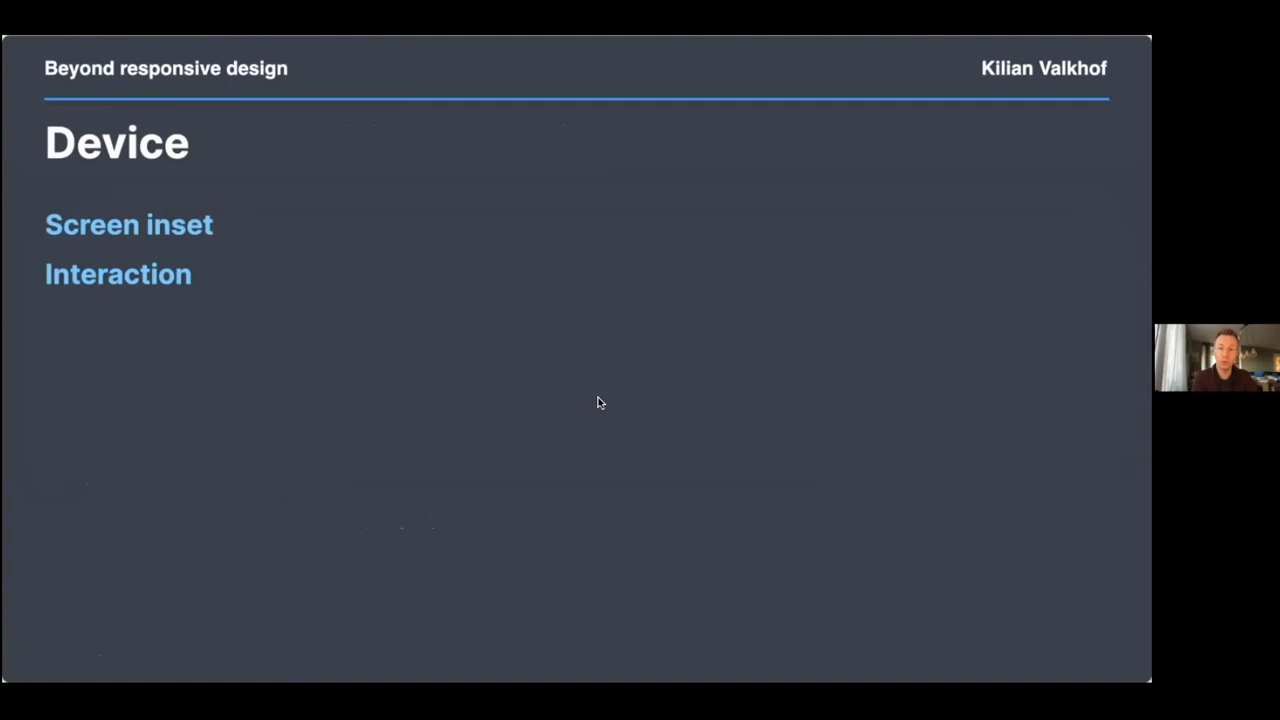 Beyond responsive design
Kilian Valkhof
Device
Screen inset
Interaction